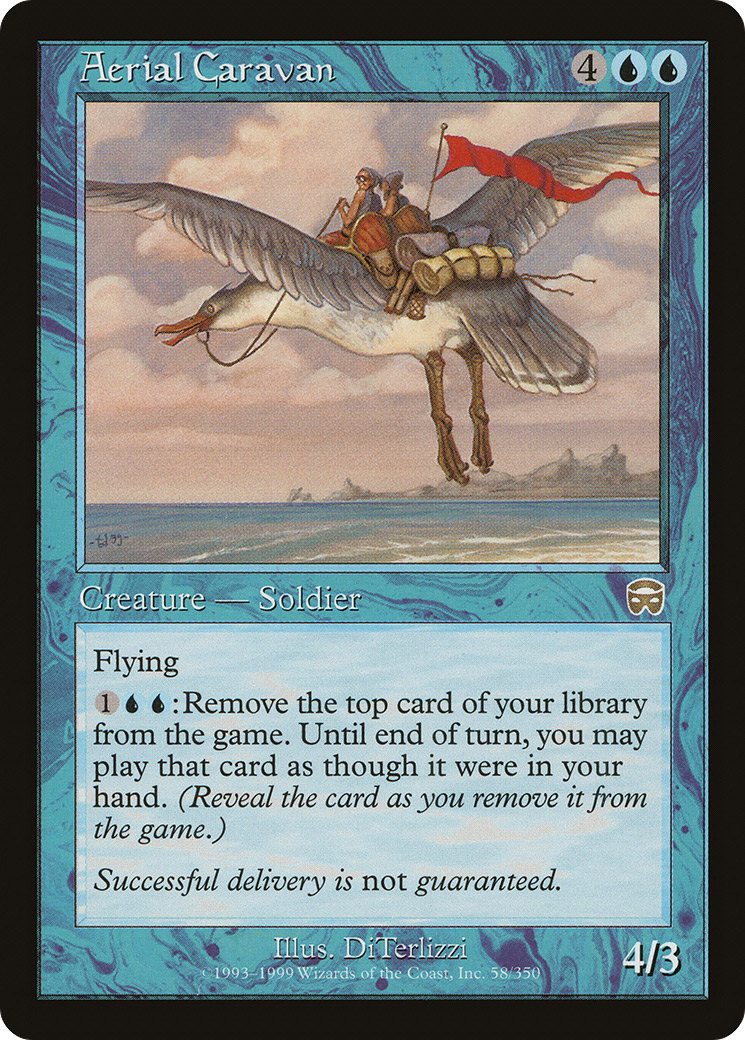 Aerial Caravan 4
Creature — Soldier
Flying
1 : Remove the top card of your library
from the game. Until end of turn, you may
play that card as though it were in your
hand. (Reveal the card as you remove it from
the game.)
Successful delivery is not guaranteed.
Illus. DiTerlizzi
©1993–1999 Wizards of the Coast, Inc. 58/350
4/3